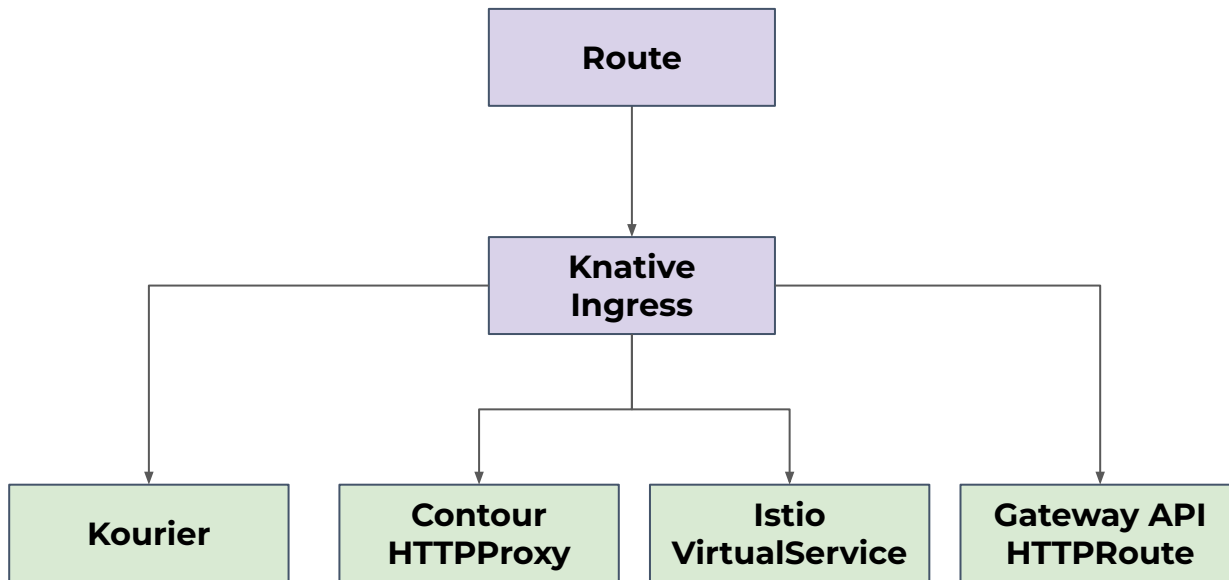 Route
Knative
Ingress
Kourier
Contour
HTTPProxy
Istio
VirtualService
Gateway API
HTTPRoute